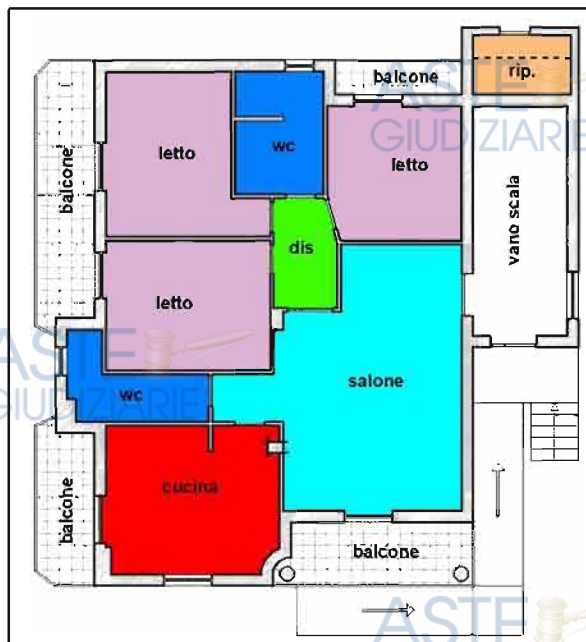 balcone
rip.
ASTE
GIUDIZIARIE
letto
wc
letto
balcone
vano scala
dis
letto
ASTE
GIUDIZIARIE
wc
salone
cucina
balcone
balcone
ASTE